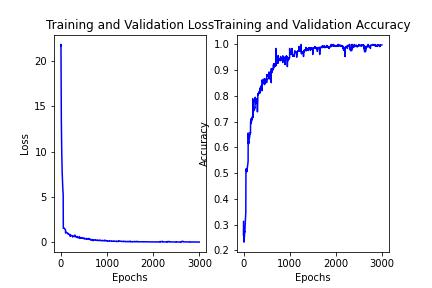 Training and Validation Loss
Loss
20
15
10
5
0
0 1000 2000 3000
Epochs
Training and Validation Accuracy
Accuracy
1.0
0.9
0.8
0.7
0.6
0.5
0.4
0.3
0.2
0 1000 2000 3000
Epochs